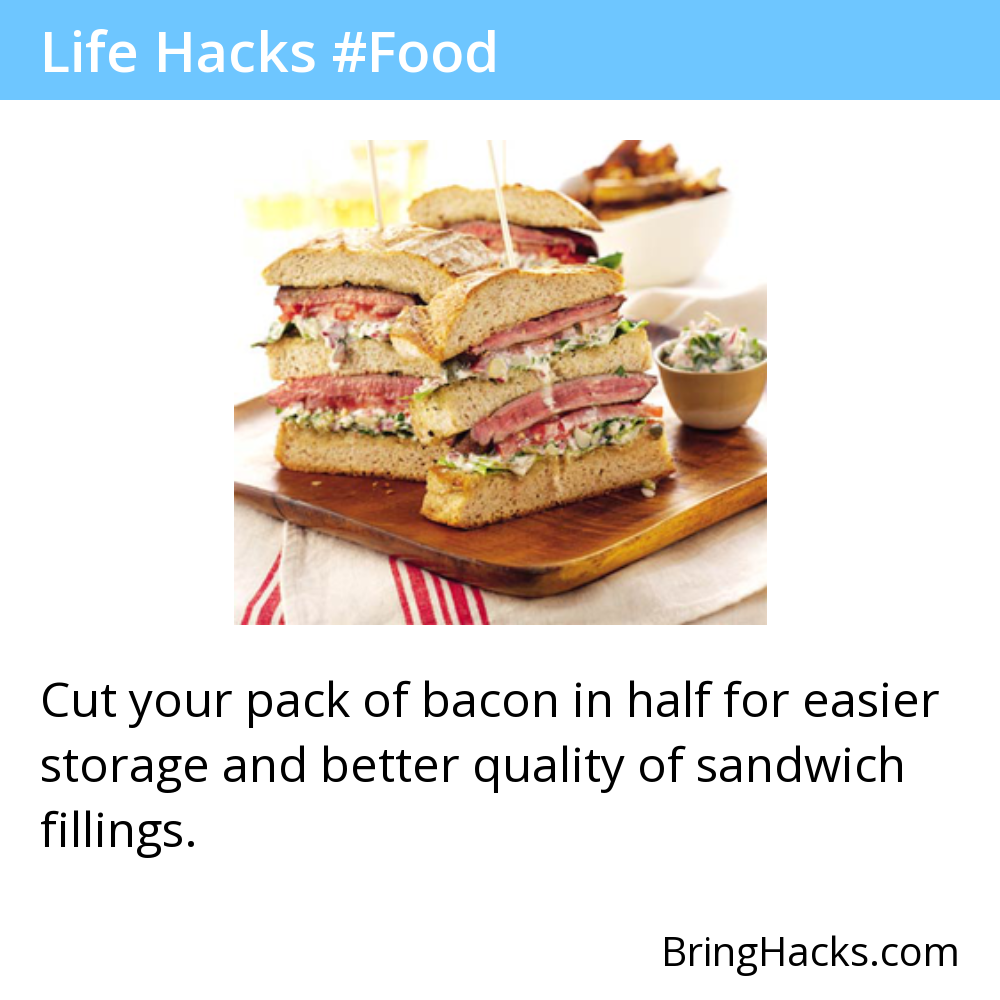 Life Hacks #Food
Cut your pack of bacon in half for easier
storage and better quality of sandwich
fillings.
BringHacks.com